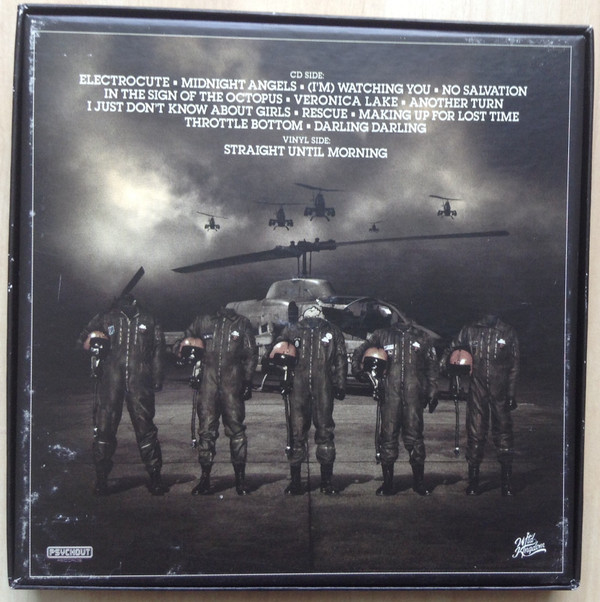 CD SIDE:
ELECTROCUTE ▪ MIDNIGHT ANGELS ▪ (I'M) WATCHING YOU ▪ NO SALVATION
IN THE SIGN OF THE OCTOPUS ▪ VERONICA LAKE ▪ ANOTHER TURN
I JUST DON'T KNOW ABOUT GIRLS ▪ RESCUE ▪ MAKING UP FOR LOST TIME
THROTTLE BOTTOM ▪ DARLING DARLING
VINYL SIDE:
STRAIGHT UNTIL MORNING
PSYCHOUT
RECORDS
Wild
Kingdom